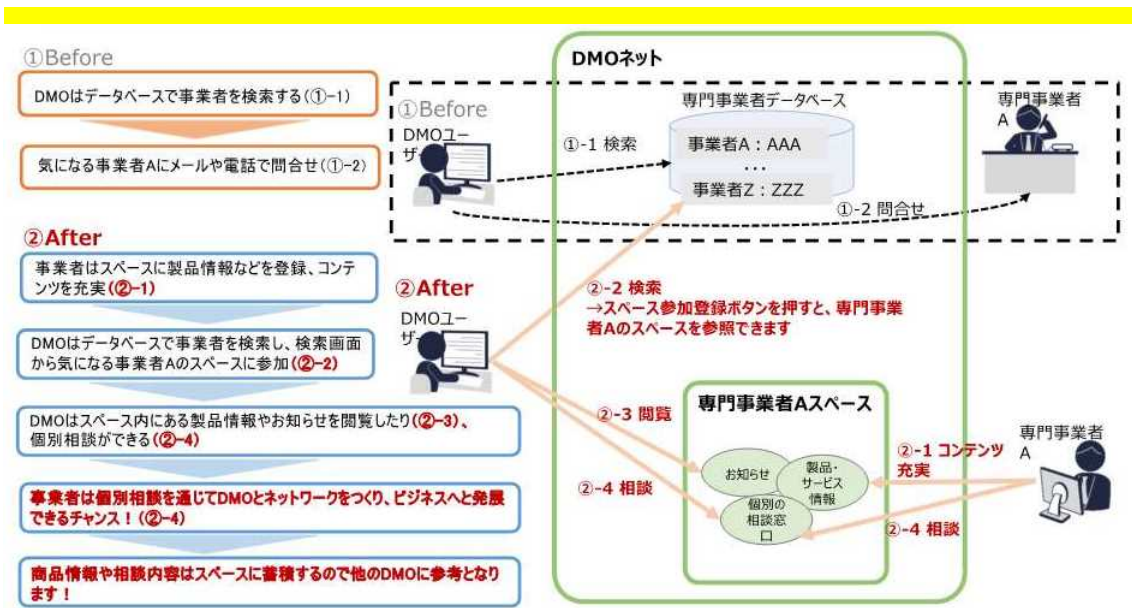 ①Before
DMOはデータベースで事業者を検索する(①-1)
気になる事業者Aにメールや電話で問合せ(①-2)
②After
事業者はスペースに製品情報などを登録、コンテ
ンツを充実(②-1)
DMOはデータベースで事業者を検索し、検索画面
から気になる事業者Aのスペースに参加(②-2)
DMOはスペース内にある製品情報やお知らせを閲覧したり(②-3)、
個別相談ができる(②-4)
事業者は個別相談を通じてDMOとネットワークをつくり、ビジネスへと発展
できるチャンス！(②-4)
商品情報や相談内容はスペースに蓄積するので他のDMOに参考となり
ます！
DMOネット
①Before
DMOユー
ザー
①-1 検索
専門事業者データベース
事業者A：AAA
...
事業者Z：ZZZ
専門事業者
A
①-2 問合せ
②After
DMOユー
ザー
②-2 検索
→スペース参加登録ボタンを押すと、専門事業
者Aのスペースを参照できます
②-3 閲覧
②-4 相談
専門事業者Aスペース
お知らせ
製品・
サービス
情報
個別の
相談窓
口
②-1 コンテンツ
充実
②-4 相談
専門事業者
A